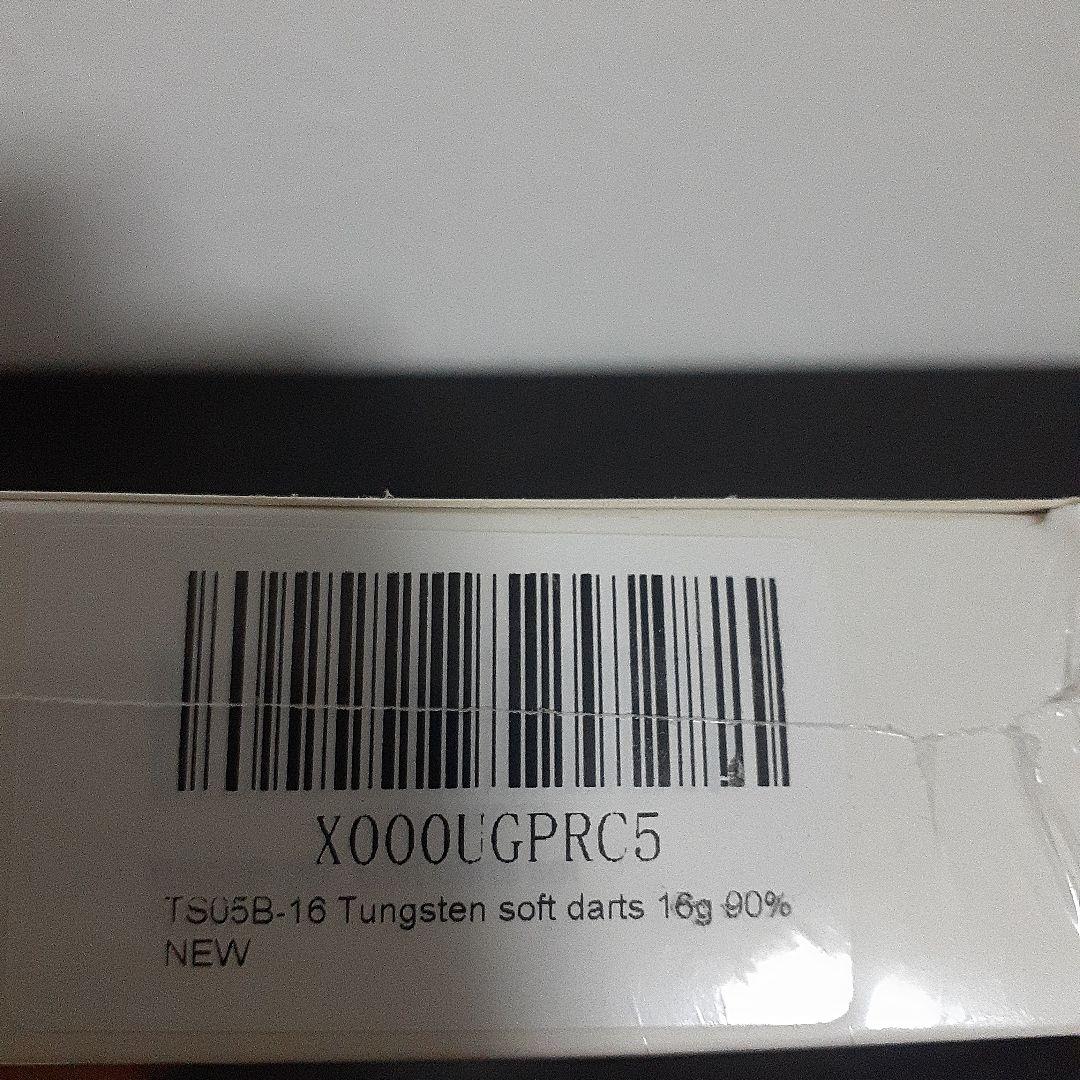 X000UGPRC5
TS05B-16 Tungsten soft darts 16g 90%
NEW